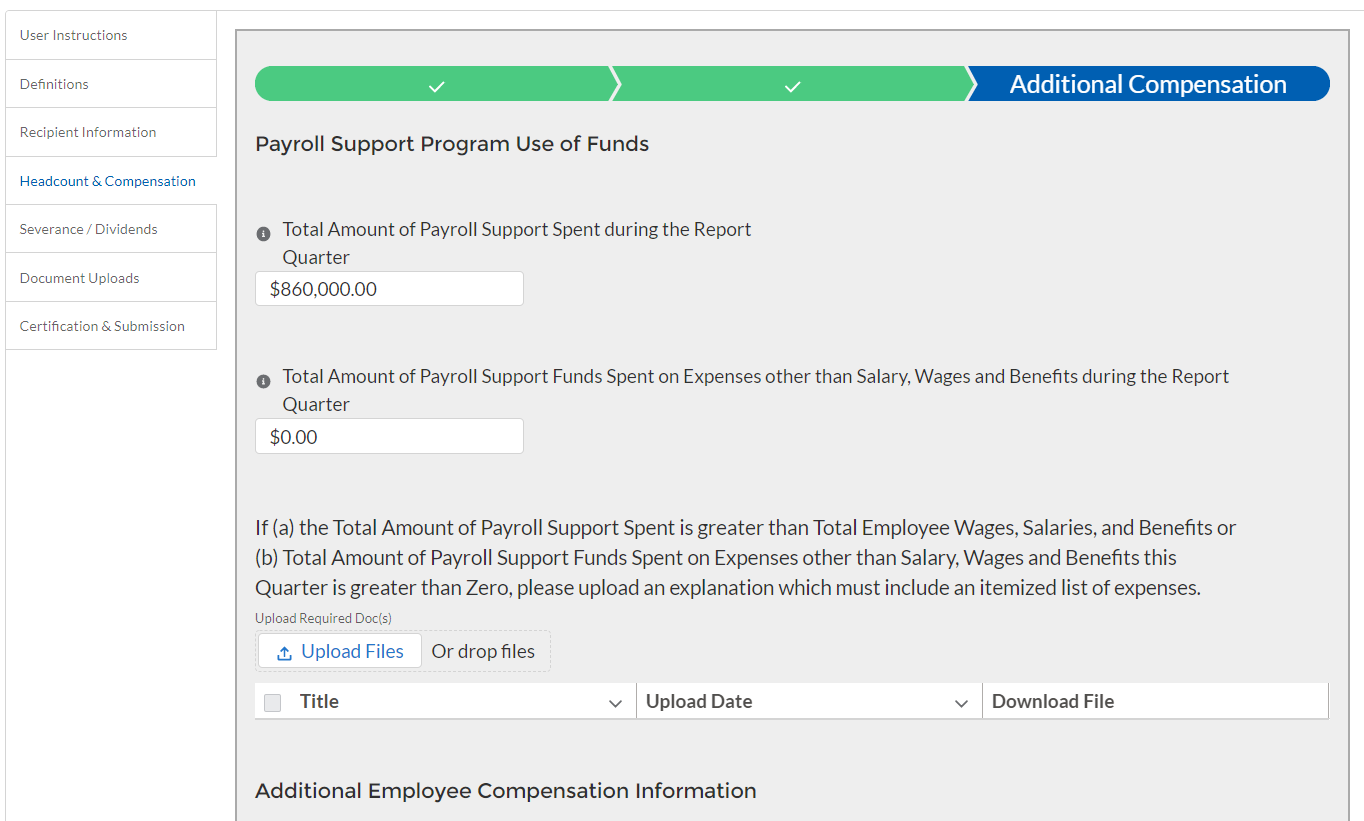 User Instructions
Definitions
Recipient Information
Headcount & Compensation
Severance / Dividends
Document Uploads
Certification & Submission
Additional Compensation
Payroll Support Program Use of Funds
Total Amount of Payroll Support Spent during the Report
Quarter
$860,000.00
Total Amount of Payroll Support Funds Spent on Expenses other than Salary, Wages and Benefits during the Report
Quarter
$0.00
If (a) the Total Amount of Payroll Support Spent is greater than Total Employee Wages, Salaries, and Benefits or
(b) Total Amount of Payroll Support Funds Spent on Expenses other than Salary, Wages and Benefits this
Quarter is greater than Zero, please upload an explanation which must include an itemized list of expenses.
Upload Required Doc(s)
Upload Files Or drop files
Title Upload Date Download File
Additional Employee Compensation Information